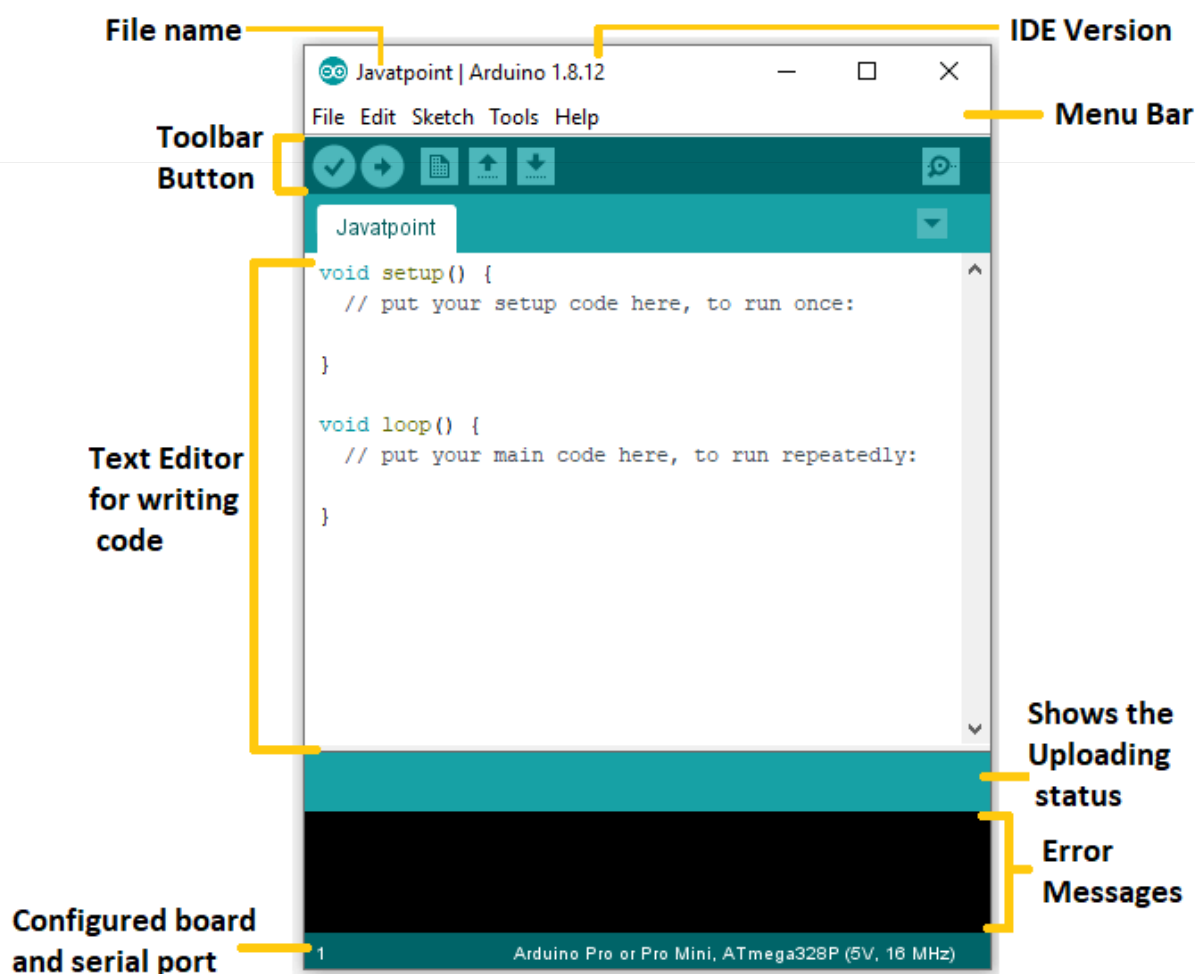 File name
IDE Version
Javatpoint | Arduino 1.8.12
File Edit Sketch Tools Help
Menu Bar
Toolbar
Button
Javatpoint
void setup() {
// put your setup code here, to run once:
}
void loop() {
// put your main code here, to run repeatedly:
}
Text Editor
for writing
code
Shows the
Uploading
status
Error
Messages
Configured board
and serial port
1
Arduino Pro or Pro Mini, ATmega328P (5V, 16 MHz)